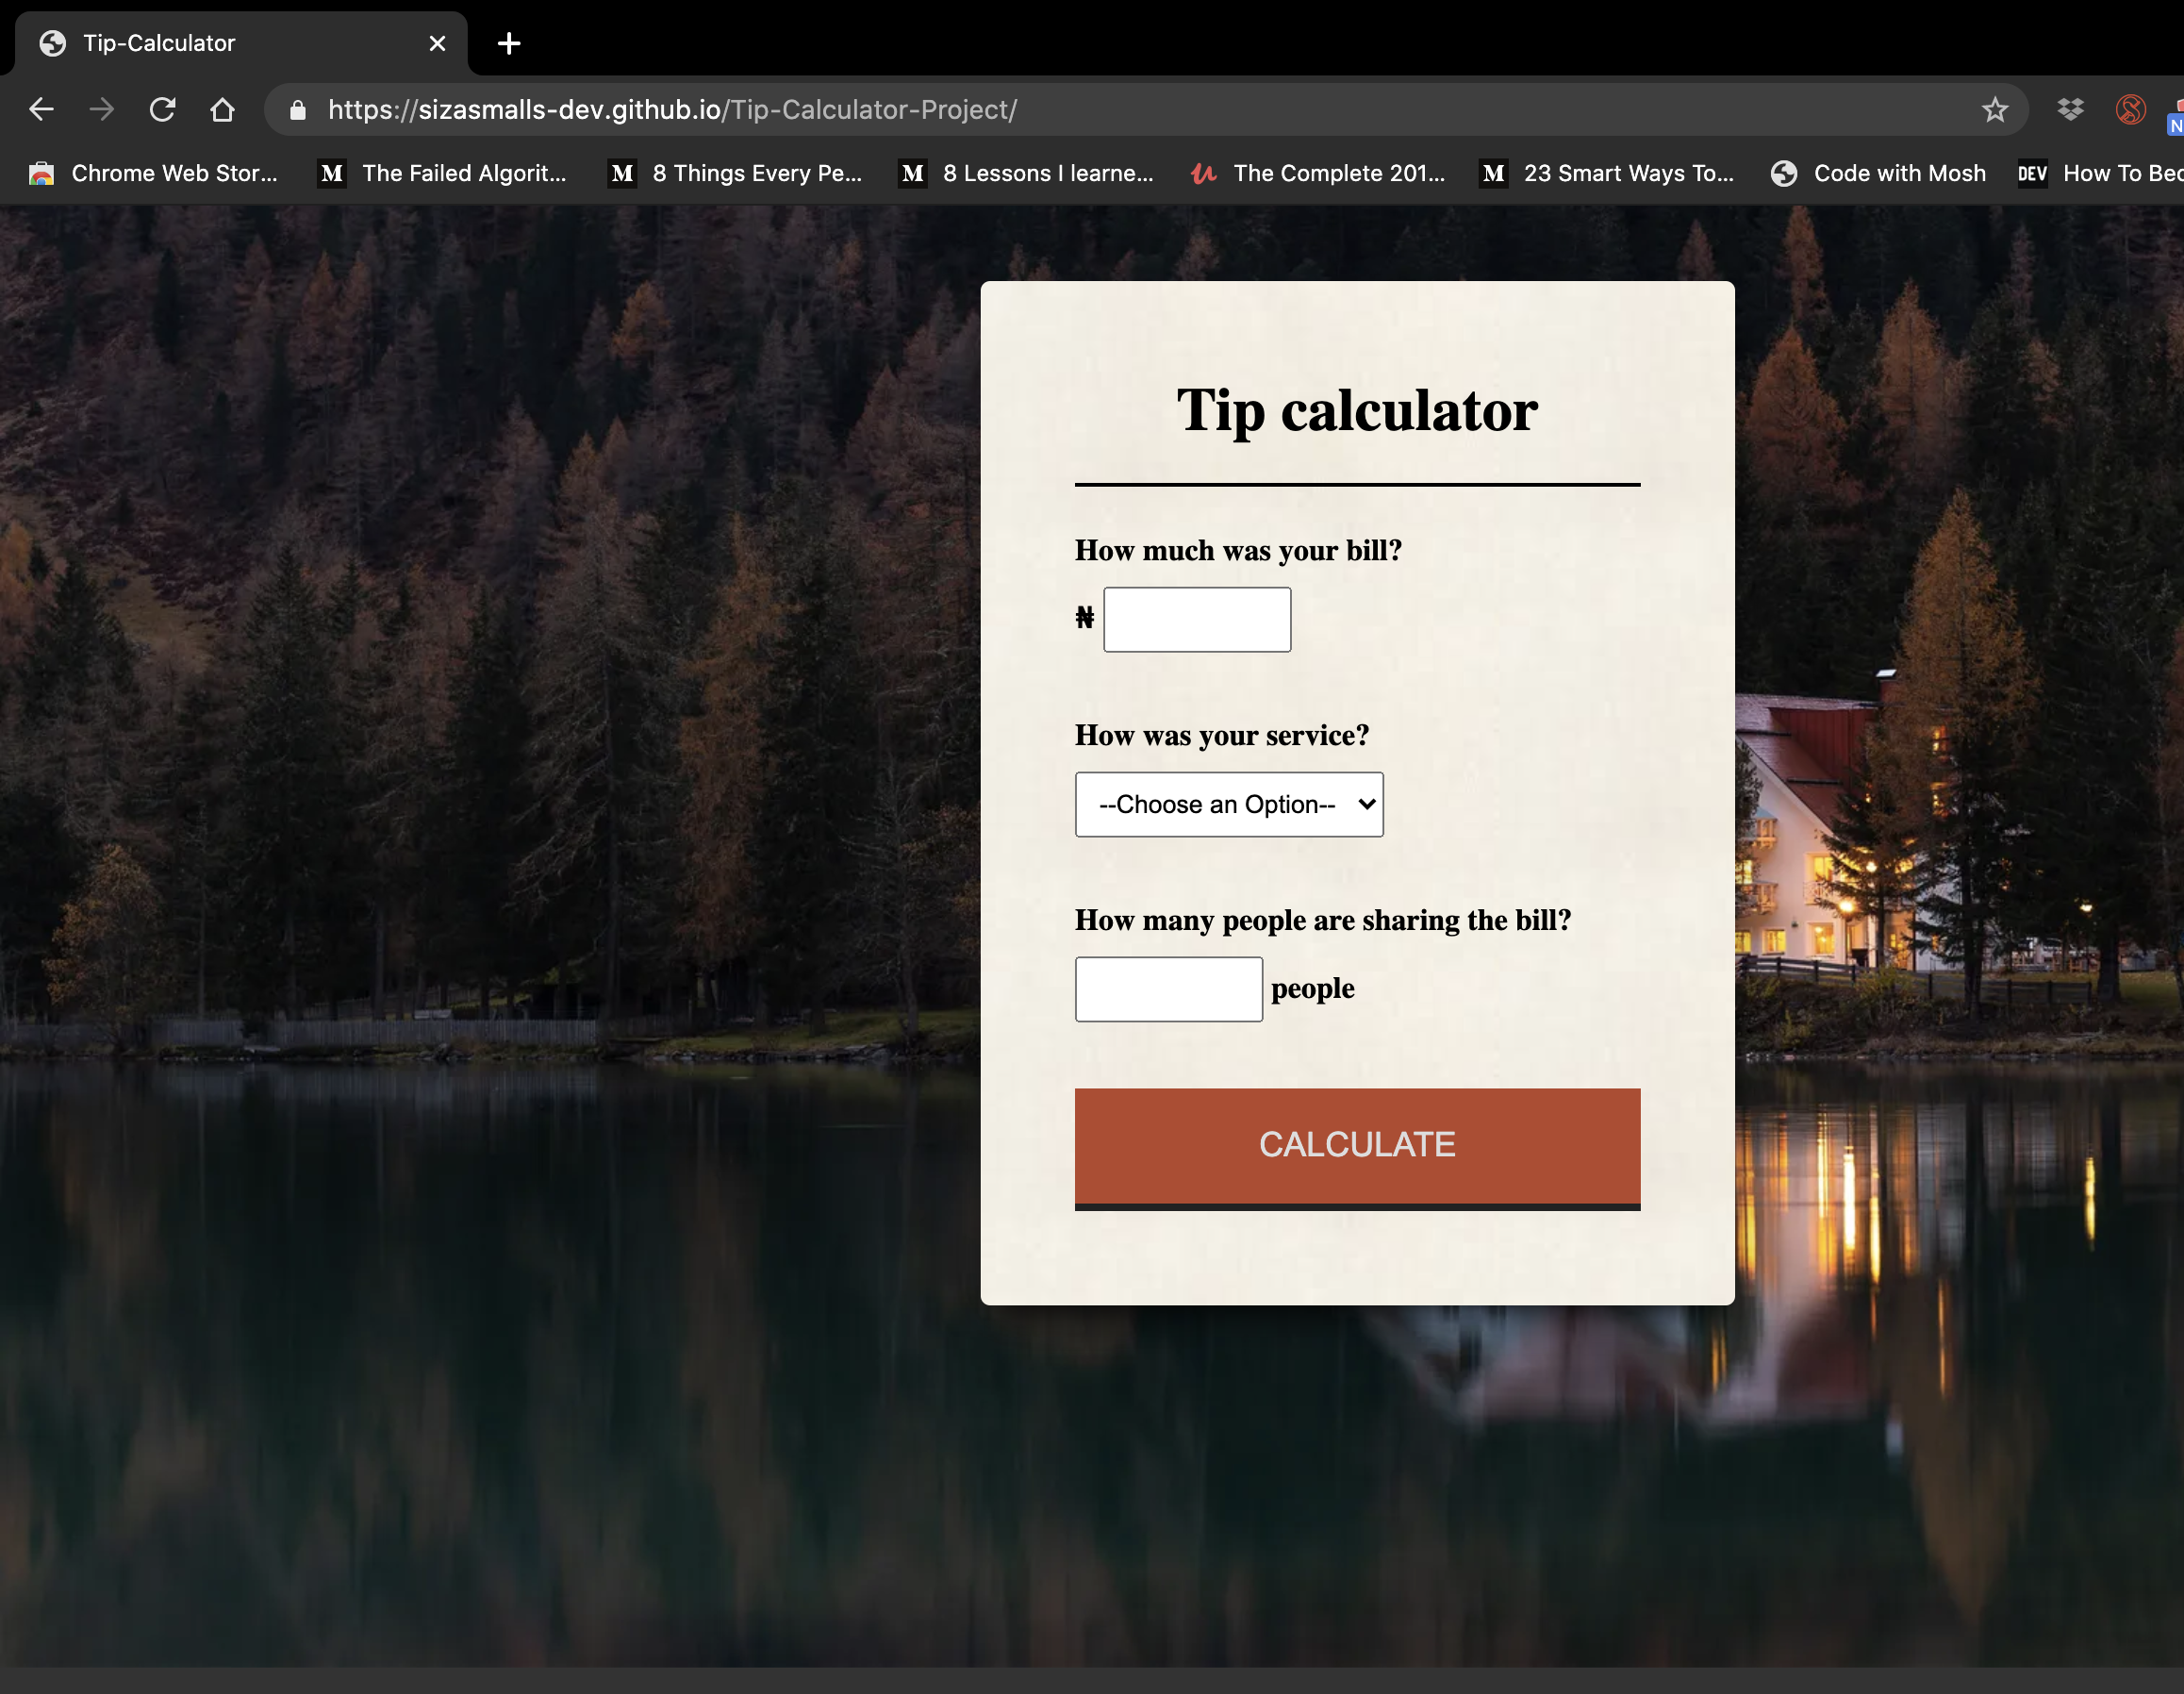 Tip-Calculator
https://sizasmalls-dev.github.io/Tip-Calculator-Project/
N
Chrome Web Stor... M The Failed Algorit... M 8 Things Every Pe... M 8 Lessons I learne... The Complete 201... M 23 Smart Ways To... Code with Mosh DEV How To Bec
Tip calculator
How much was your bill?
₦
How was your service?
--Choose an Option--
How many people are sharing the bill?
people
CALCULATE